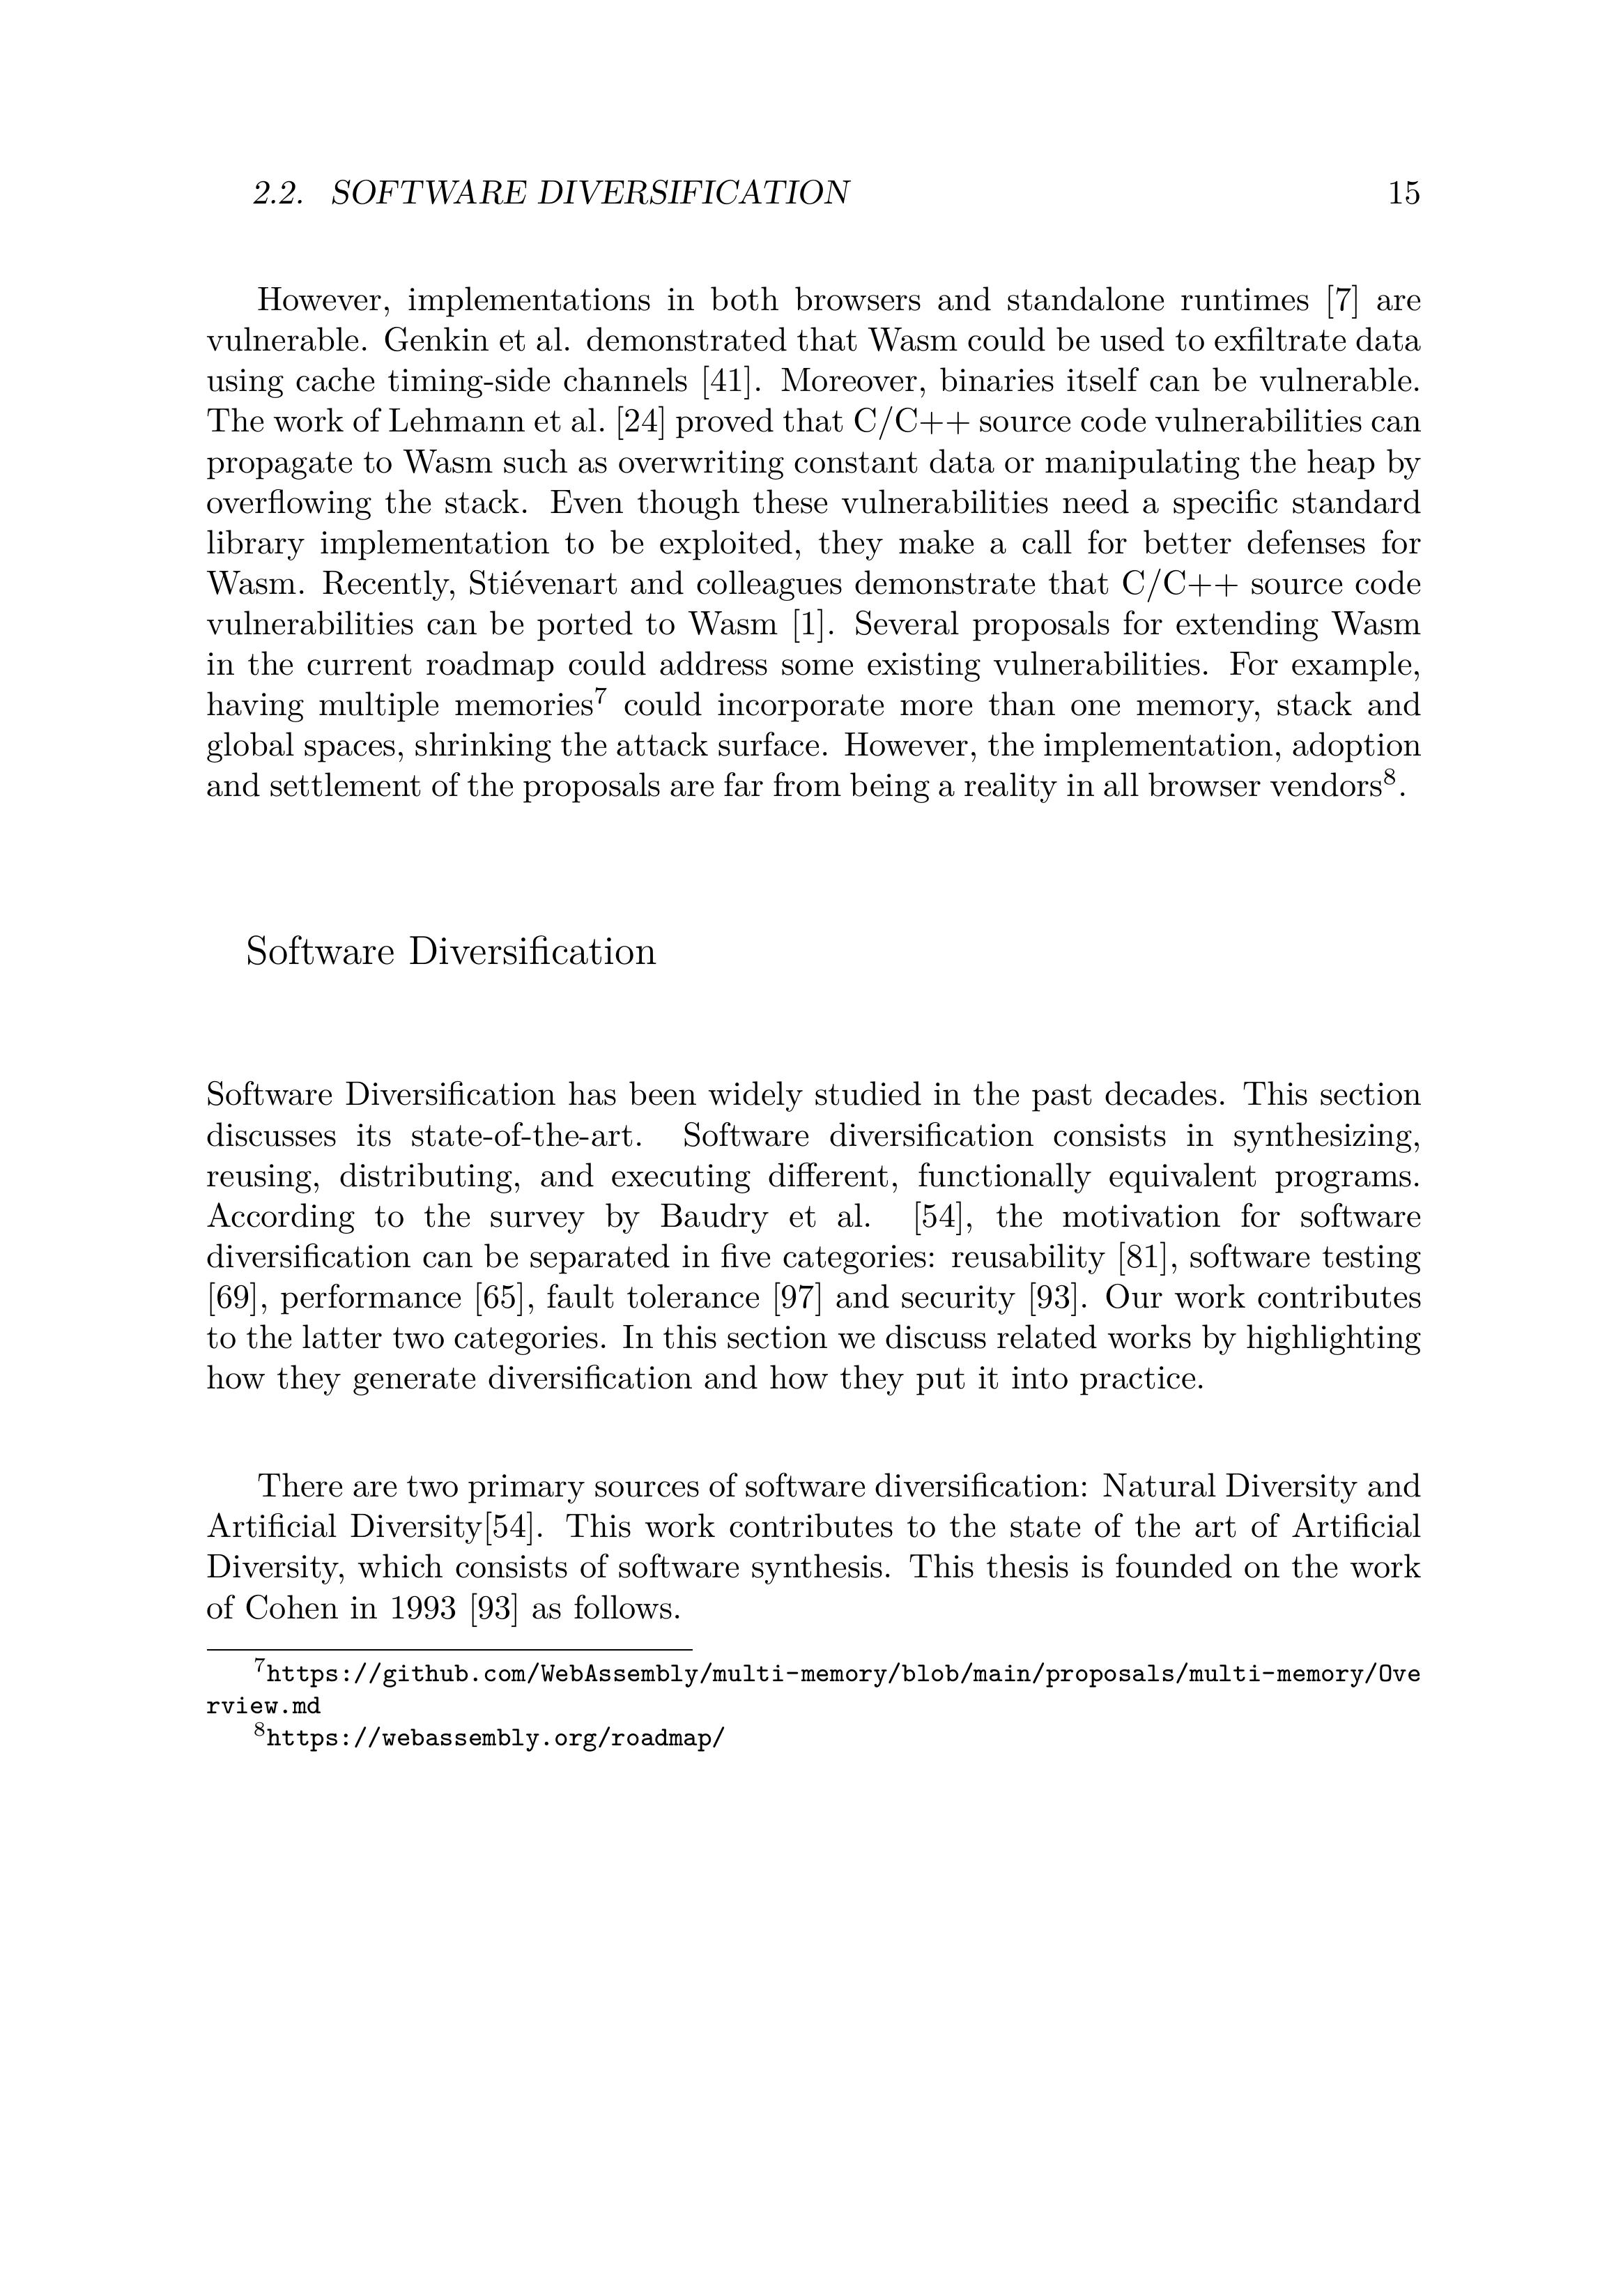 2.2. SOFTWARE DIVERSIFICATION 15
However, implementations in both browsers and standalone runtimes [7] are
vulnerable. Genkin et al. demonstrated that Wasm could be used to exfiltrate data
using cache timing-side channels [41]. Moreover, binaries itself can be vulnerable.
The work of Lehmann et al. [24] proved that C/C++ source code vulnerabilities can
propagate to Wasm such as overwriting constant data or manipulating the heap by
overflowing the stack. Even though these vulnerabilities need a specific standard
library implementation to be exploited, they make a call for better defenses for
Wasm. Recently, Stiévenart and colleagues demonstrate that C/C++ source code
vulnerabilities can be ported to Wasm [1]. Several proposals for extending Wasm
in the current roadmap could address some existing vulnerabilities. For example,
having multiple memories⁷ could incorporate more than one memory, stack and
global spaces, shrinking the attack surface. However, the implementation, adoption
and settlement of the proposals are far from being a reality in all browser vendors⁸.
Software Diversification
Software Diversification has been widely studied in the past decades. This section
discusses its state-of-the-art. Software diversification consists in synthesizing,
reusing, distributing, and executing different, functionally equivalent programs.
According to the survey by Baudry et al. [54], the motivation for software
diversification can be separated in five categories: reusability [81], software testing
[69], performance [65], fault tolerance [97] and security [93]. Our work contributes
to the latter two categories. In this section we discuss related works by highlighting
how they generate diversification and how they put it into practice.
There are two primary sources of software diversification: Natural Diversity and
Artificial Diversity[54]. This work contributes to the state of the art of Artificial
Diversity, which consists of software synthesis. This thesis is founded on the work
of Cohen in 1993 [93] as follows.
⁷https://github.com/WebAssembly/multi-memory/blob/main/proposals/multi-memory/Ove
rview.md
⁸https://webassembly.org/roadmap/